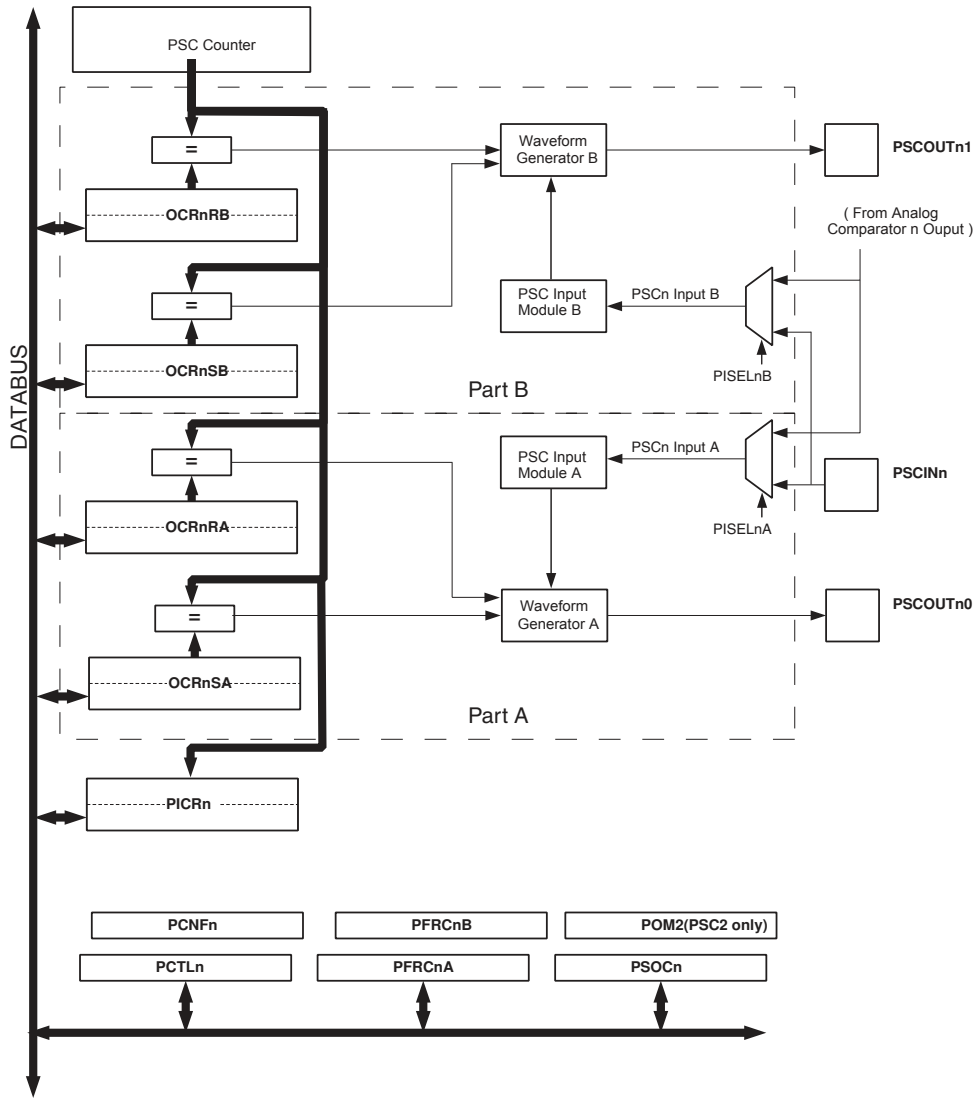 PSC Counter
=
Waveform
Generator B
PSCOUTn1
OCRnRB
( From Analog
Comparator n Ouput )
=
PSC Input
Module B
PSCn Input B
OCRnSB
PISELnB
Part B
DATABUS
=
PSC Input
Module A
PSCn Input A
PSCINn
OCRnRA
PISELnA
=
Waveform
Generator A
PSCOUTn0
OCRnSA
Part A
PICRn
PCNFn
PFRCnB
POM2(PSC2 only)
PCTLn
PFRCnA
PSOCn